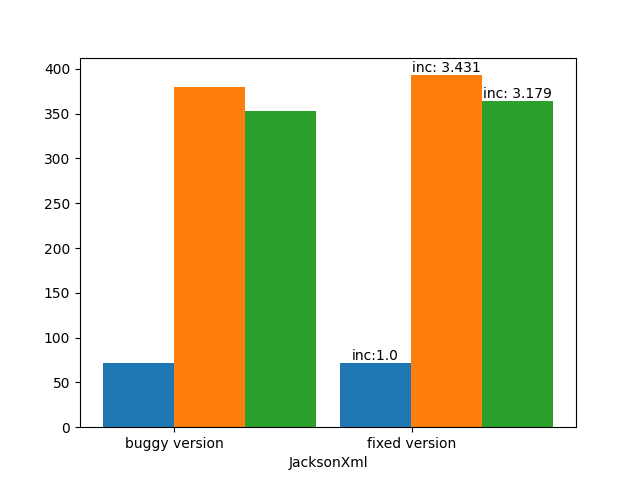 400
350
300
250
200
150
100
50
0
inc: 3.431
inc: 3.179
inc:1.0
buggy version
fixed version
JacksonXml